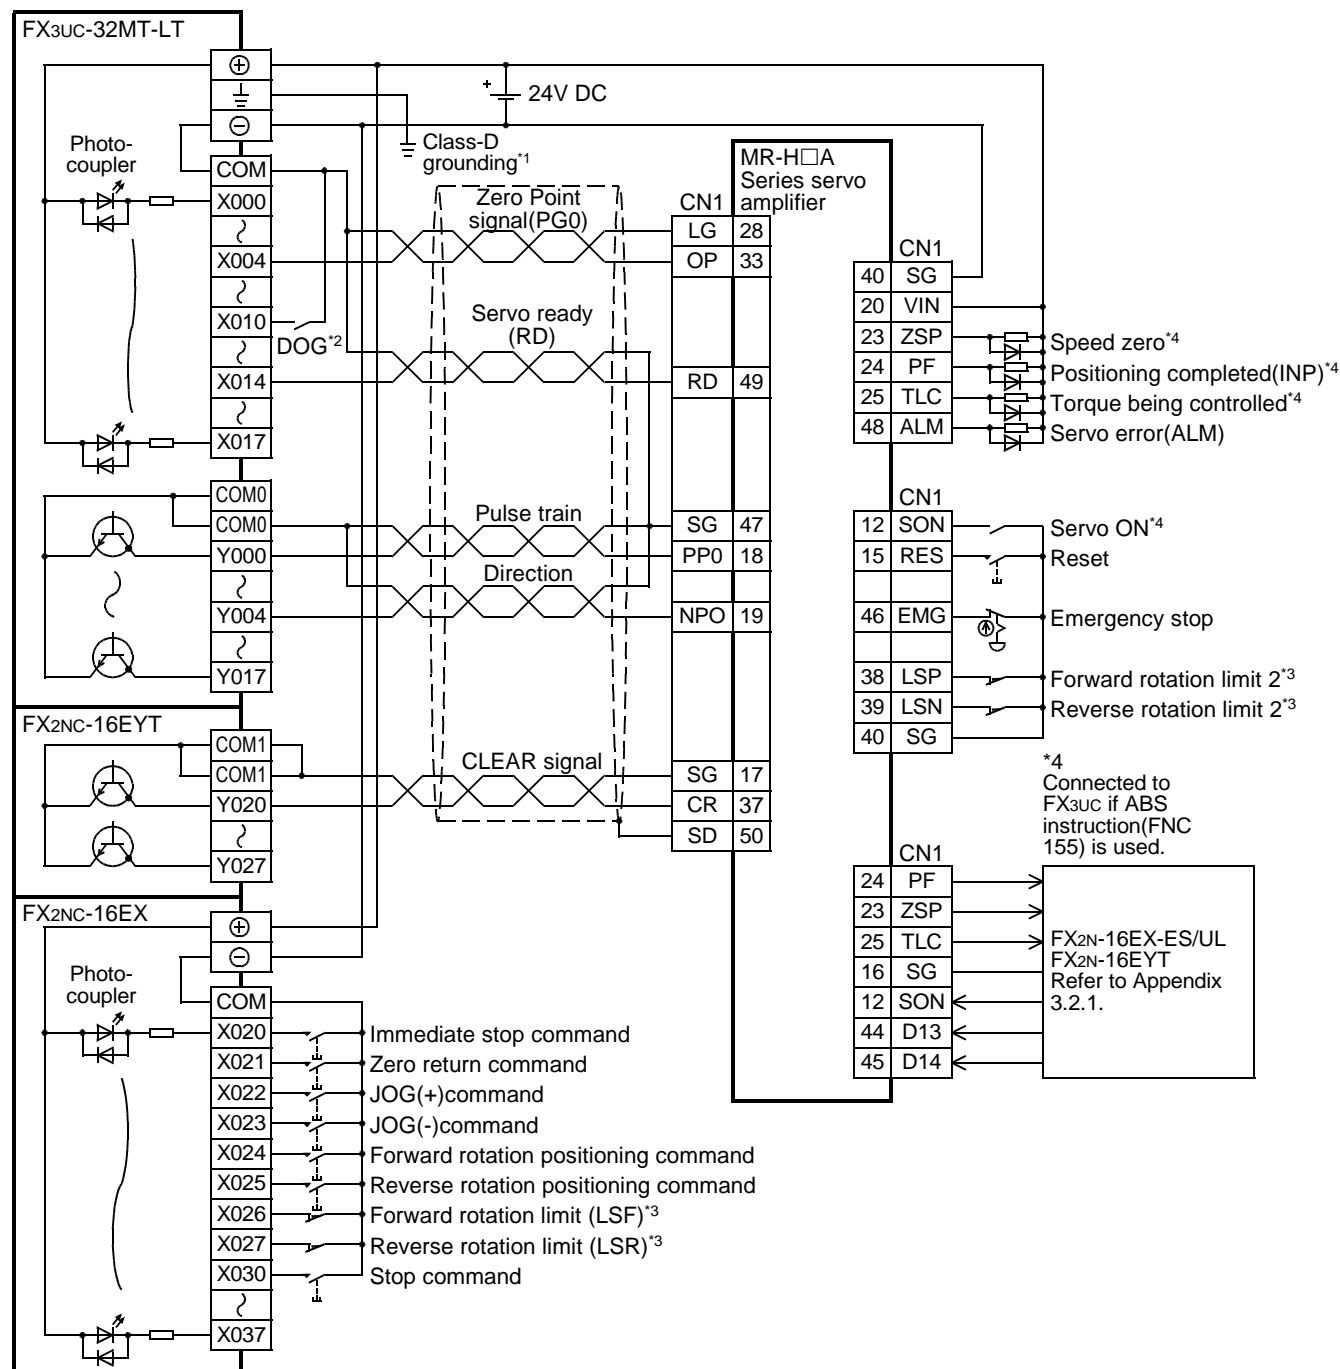 FX3UC-32MT-LT
24V DC
Photo-
coupler
Class-D
grounding*1
COM
X000
X004
X010
DOG*2
X014
X017
COM0
COM0
Y000
Y004
Y017
Zero Point
signal(PG0)
Servo ready
(RD)
Pulse train
Direction
CLEAR signal
FX2NC-16EYT
COM1
COM1
Y020
Y027
FX2NC-16EX
Photo-
coupler
COM
X020 Immediate stop command
X021 Zero return command
X022 JOG(+)command
X023 JOG(-)command
X024 Forward rotation positioning command
X025 Reverse rotation positioning command
X026 Forward rotation limit (LSF)*3
X027 Reverse rotation limit (LSR)*3
X030 Stop command
X037
MR-H□A
Series servo
amplifier
CN1
LG 28
OP 33
RD 49
SG 47
PP0 18
NPO 19
SG 17
CR 37
SD 50
CN1
40 SG
20 VIN
23 ZSP Speed zero*4
24 PF Positioning completed(INP)*4
25 TLC Torque being controlled*4
48 ALM Servo error(ALM)
CN1
12 SON Servo ON*4
15 RES Reset
46 EMG Emergency stop
38 LSP Forward rotation limit 2*3
39 LSN Reverse rotation limit 2*3
40 SG
*4
Connected to
FX3UC if ABS
instruction(FNC
155) is used.
CN1
24 PF
23 ZSP
25 TLC
16 SG
12 SON
44 D13
45 D14
FX2N-16EX-ES/UL
FX2N-16EYT
Refer to Appendix
3.2.1.